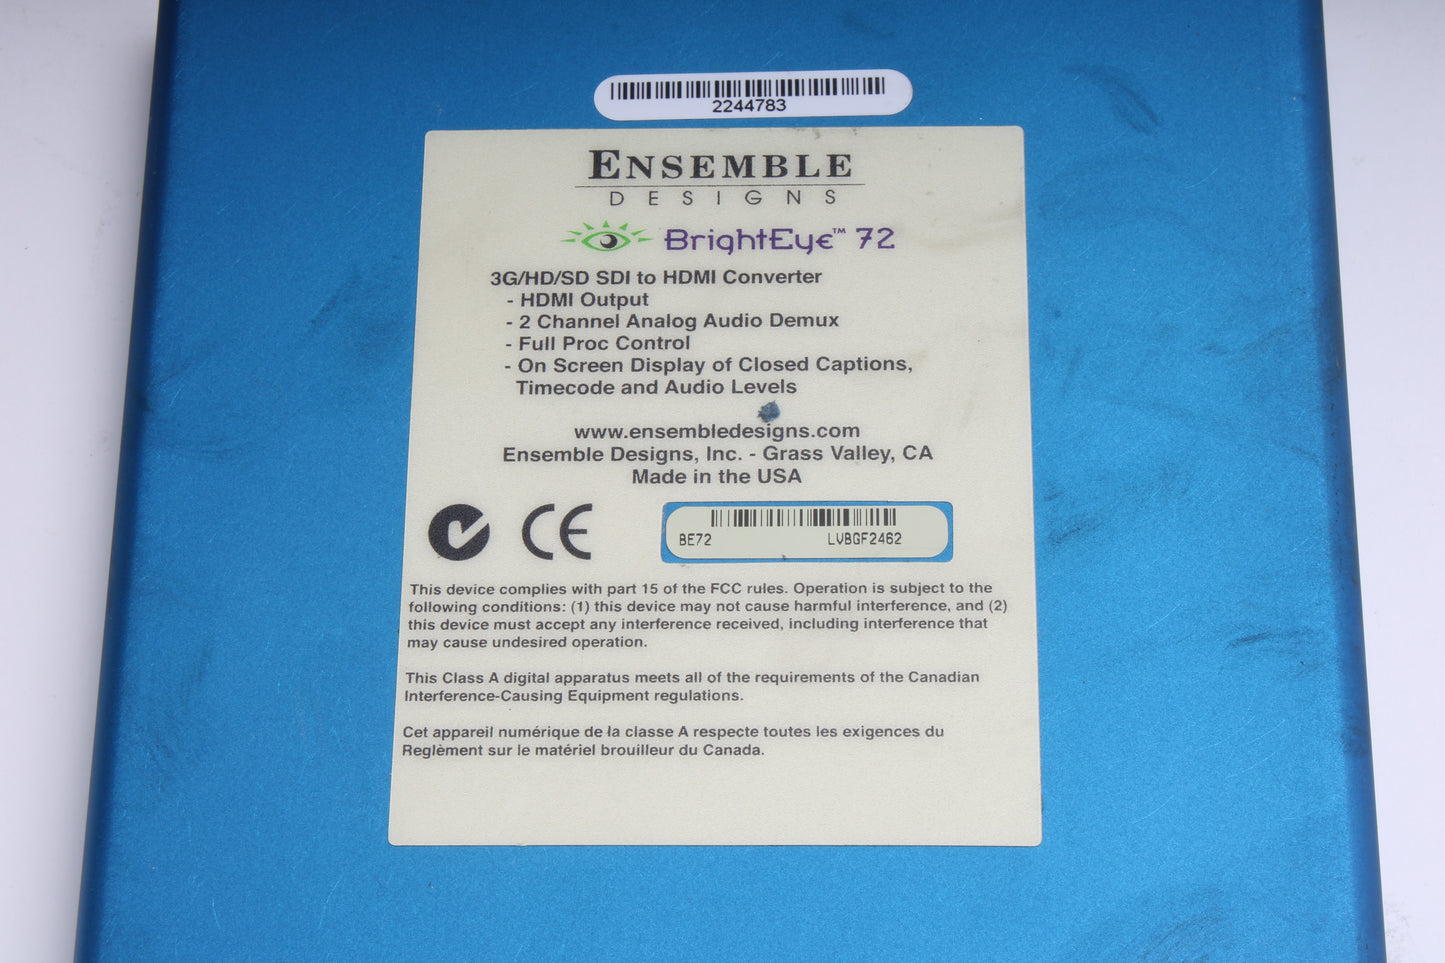 2244783
ENSEMBLE
DESIGNS
BrightEye™ 72
3G/HD/SD SDI to HDMI Converter
- HDMI Output
- 2 Channel Analog Audio Demux
- Full Proc Control
- On Screen Display of Closed Captions,
Timecode and Audio Levels
www.ensembledesigns.com
Ensemble Designs, Inc. - Grass Valley, CA
Made in the USA
CE
BE72 LVBGF2462
This device complies with part 15 of the FCC rules. Operation is subject to the
following conditions: (1) this device may not cause harmful interference, and (2)
this device must accept any interference received, including interference that
may cause undesired operation.
This Class A digital apparatus meets all of the requirements of the Canadian
Interference-Causing Equipment regulations.
Cet appareil numérique de la classe A respecte toutes les exigences du
Reglèment sur le matériel brouilleur du Canada.